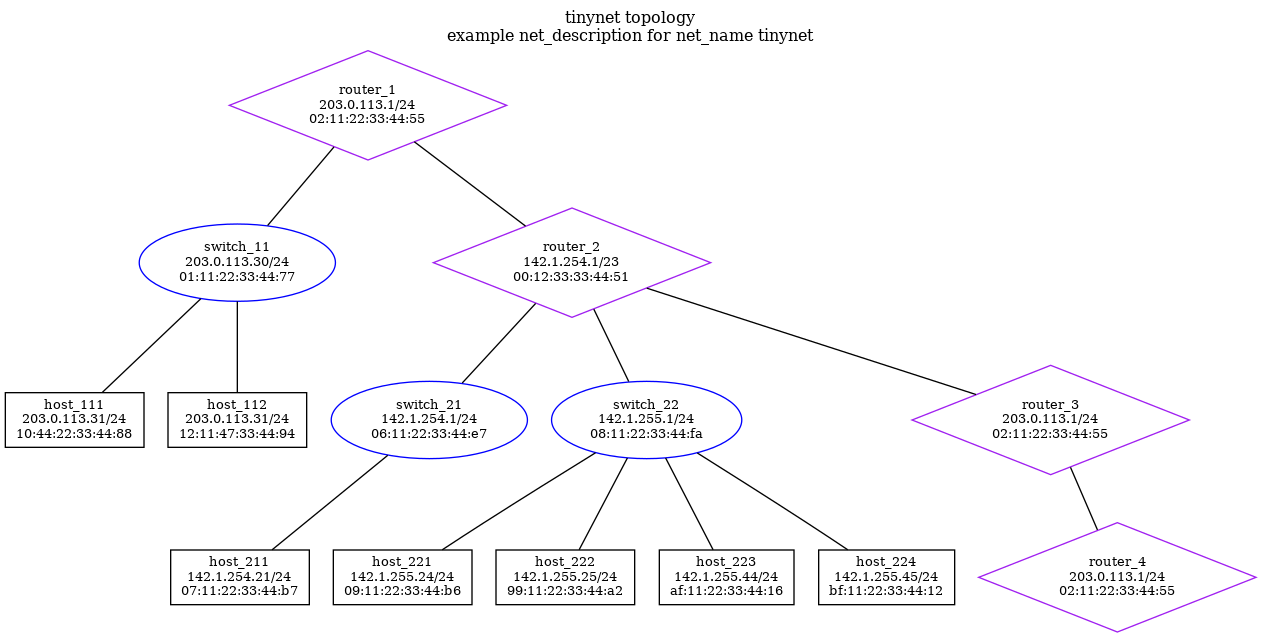 tinynet topology
example net_description for net_name tinynet
router_1
203.0.113.1/24
02:11:22:33:44:55
switch_11
203.0.113.30/24
01:11:22:33:44:77
router_2
142.1.254.1/23
00:12:33:33:44:51
host_111
203.0.113.31/24
10:44:22:33:44:88
host_112
203.0.113.31/24
12:11:47:33:44:94
switch_21
142.1.254.1/24
06:11:22:33:44:e7
switch_22
142.1.255.1/24
08:11:22:33:44:fa
router_3
203.0.113.1/24
02:11:22:33:44:55
host_211
142.1.254.21/24
07:11:22:33:44:b7
host_221
142.1.255.24/24
09:11:22:33:44:b6
host_222
142.1.255.25/24
99:11:22:33:44:a2
host_223
142.1.255.44/24
af:11:22:33:44:16
host_224
142.1.255.45/24
bf:11:22:33:44:12
router_4
203.0.113.1/24
02:11:22:33:44:55